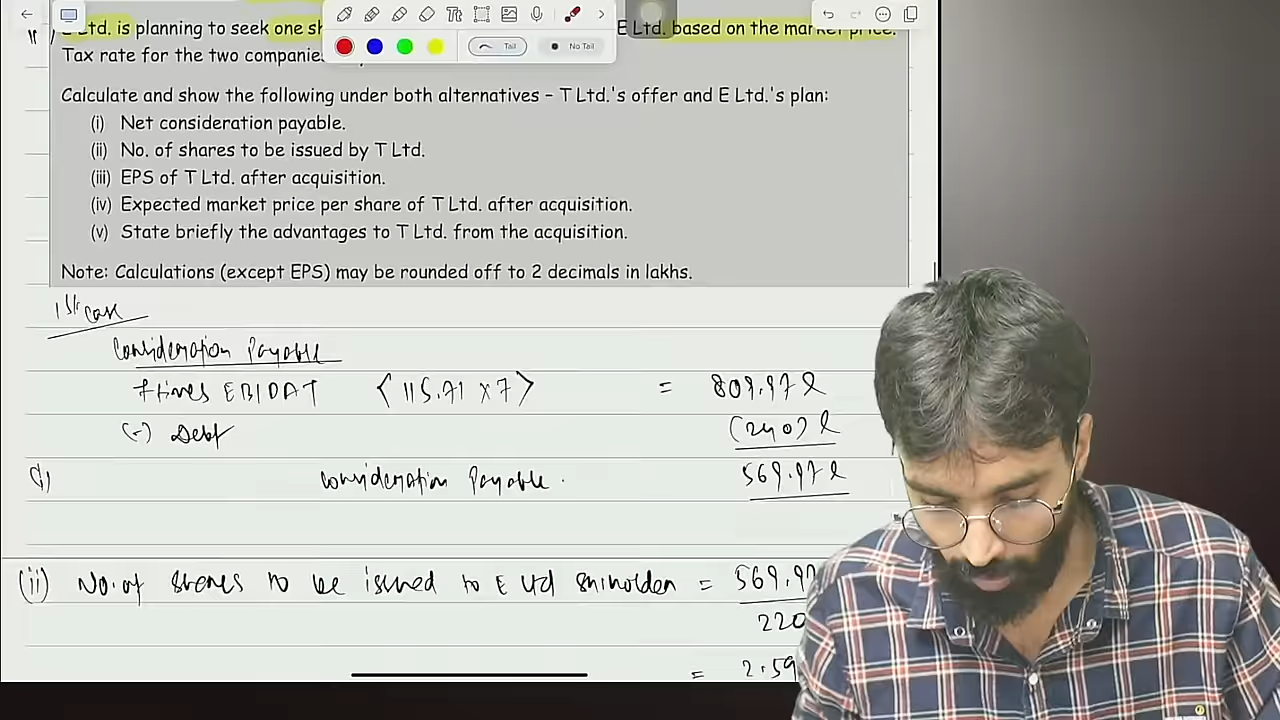 Ltd. is planning to seek one sh E Ltd. based on the market price.
Tail
No Tail
Tax rate for the two companies
Calculate and show the following under both alternatives – T Ltd.'s offer and E Ltd.'s plan:
(i) Net consideration payable.
(ii) No. of shares to be issued by T Ltd.
(iii) EPS of T Ltd. after acquisition.
(iv) Expected market price per share of T Ltd. after acquisition.
(v) State briefly the advantages to T Ltd. from the acquisition.
Note: Calculations (except EPS) may be rounded off to 2 decimals in lakhs.
1st case
Consideration Payable
7 times EBIDAT <115.71 x 7> = 809.97 l
(-) Debt (240) l
(i) Consideration Payable. 569.97 l
(ii) No. of shares to be issued to E Ltd = 569.97
220
= 2.59